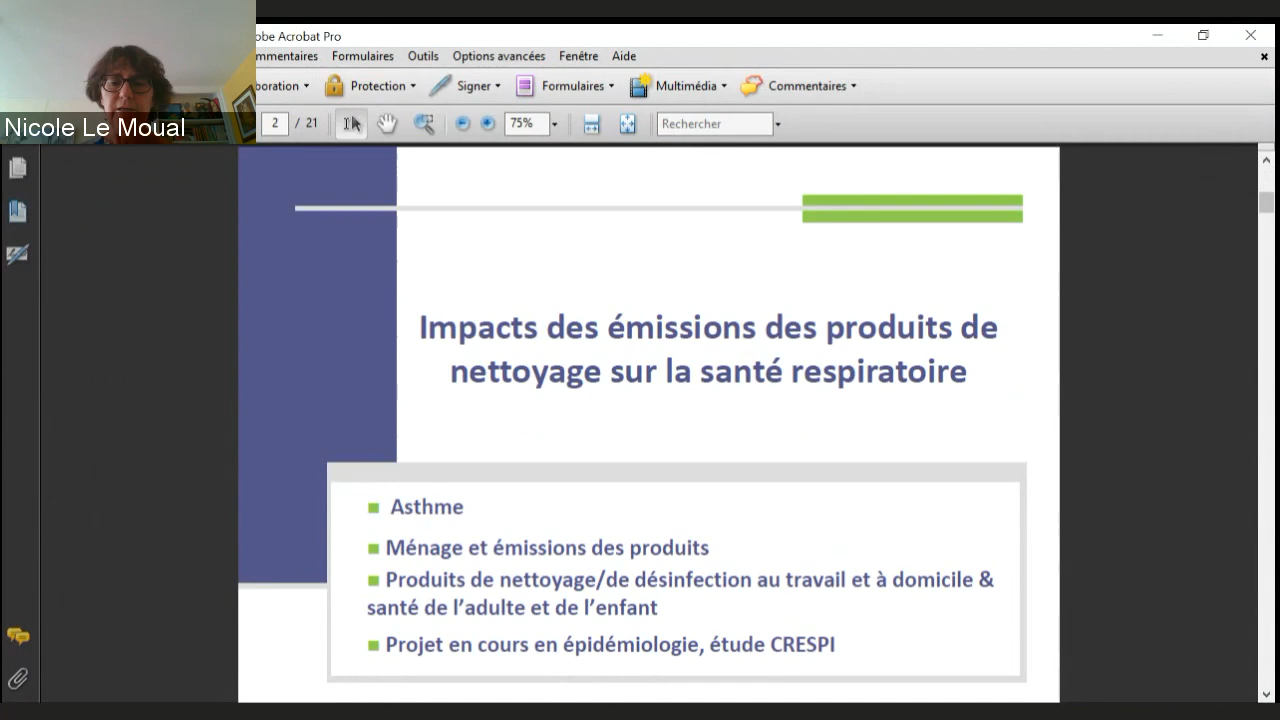 obe Acrobat Pro
mmentaires Formulaires Outils Options avancées Fenêtre Aide
boration Protection Signer Formulaires Multimédia Commentaires
Nicole Le Moual
2 / 21 75% Rechercher
Impacts des émissions des produits de
nettoyage sur la santé respiratoire
Asthme
Ménage et émissions des produits
Produits de nettoyage/de désinfection au travail et à domicile &
santé de l’adulte et de l’enfant
Projet en cours en épidémiologie, étude CRESPI